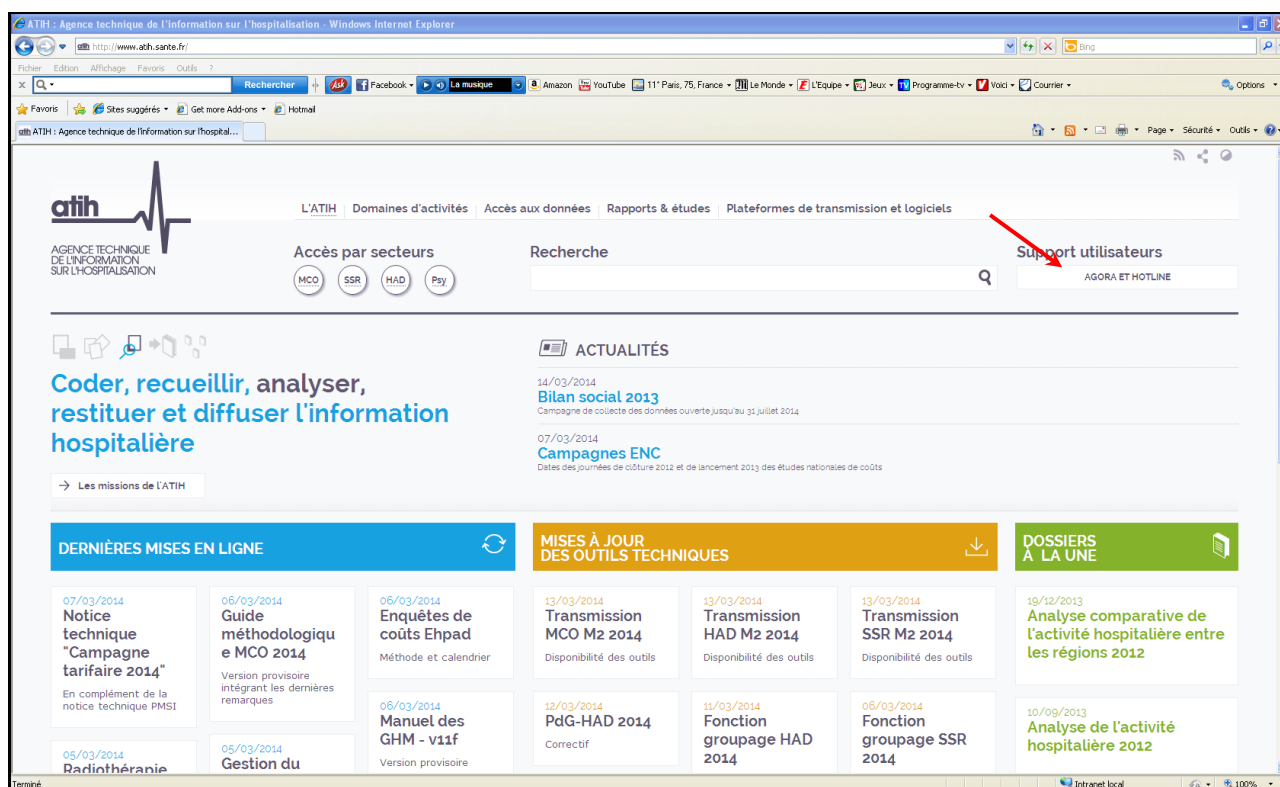 ATIH : Agence technique de l'information sur l'hospitalisation - Windows Internet Explorer
http://www.atih.sante.fr/
Bing
Fichier Edition Affichage Favoris Outils ?
x Rechercher Ask Facebook La musique Amazon YouTube 11° Paris, 75, France Le Monde L'Equipe Jeux Programme-tv Voici Courrier Options
Favoris Sites suggérés Get more Add-ons Hotmail
ATIH : Agence technique de l'information sur l'hospital... Page Sécurité Outils
atih
AGENCE TECHNIQUE
DE L'INFORMATION
SUR L'HOSPITALISATION
L'ATIH Domaines d'activités Accès aux données Rapports & études Plateformes de transmission et logiciels
Accès par secteurs
MCO SSR HAD Psy
Recherche
Support utilisateurs
AGORA ET HOTLINE
Coder, recueillir, analyser,
restituer et diffuser l'information
hospitalière
→ Les missions de l'ATIH
ACTUALITÉS
14/03/2014
Bilan social 2013
Campagne de collecte des données ouverte jusqu'au 31 juillet 2014
07/03/2014
Campagnes ENC
Dates des journées de clôture 2012 et de lancement 2013 des études nationales de coûts
DERNIÈRES MISES EN LIGNE
07/03/2014
Notice
technique
"Campagne
tarifaire 2014"
En complément de la
notice technique PMSI
05/03/2014
Radiothérapie
06/03/2014
Guide
méthodologiqu
e MCO 2014
Version provisoire
intégrant les dernières
remarques
05/03/2014
Gestion du
06/03/2014
Enquêtes de
coûts Ehpad
Méthode et calendrier
06/03/2014
Manuel des
GHM - v11f
Version provisoire
MISES À JOUR
DES OUTILS TECHNIQUES
13/03/2014
Transmission
MCO M2 2014
Disponibilité des outils
12/03/2014
PdG-HAD 2014
Correctif
13/03/2014
Transmission
HAD M2 2014
Disponibilité des outils
11/03/2014
Fonction
groupage HAD
2014
13/03/2014
Transmission
SSR M2 2014
Disponibilité des outils
06/03/2014
Fonction
groupage SSR
2014
DOSSIERS
À LA UNE
19/12/2013
Analyse comparative de
l'activité hospitalière entre
les régions 2012
10/09/2013
Analyse de l'activité
hospitalière 2012
Terminé Intranet local 100%